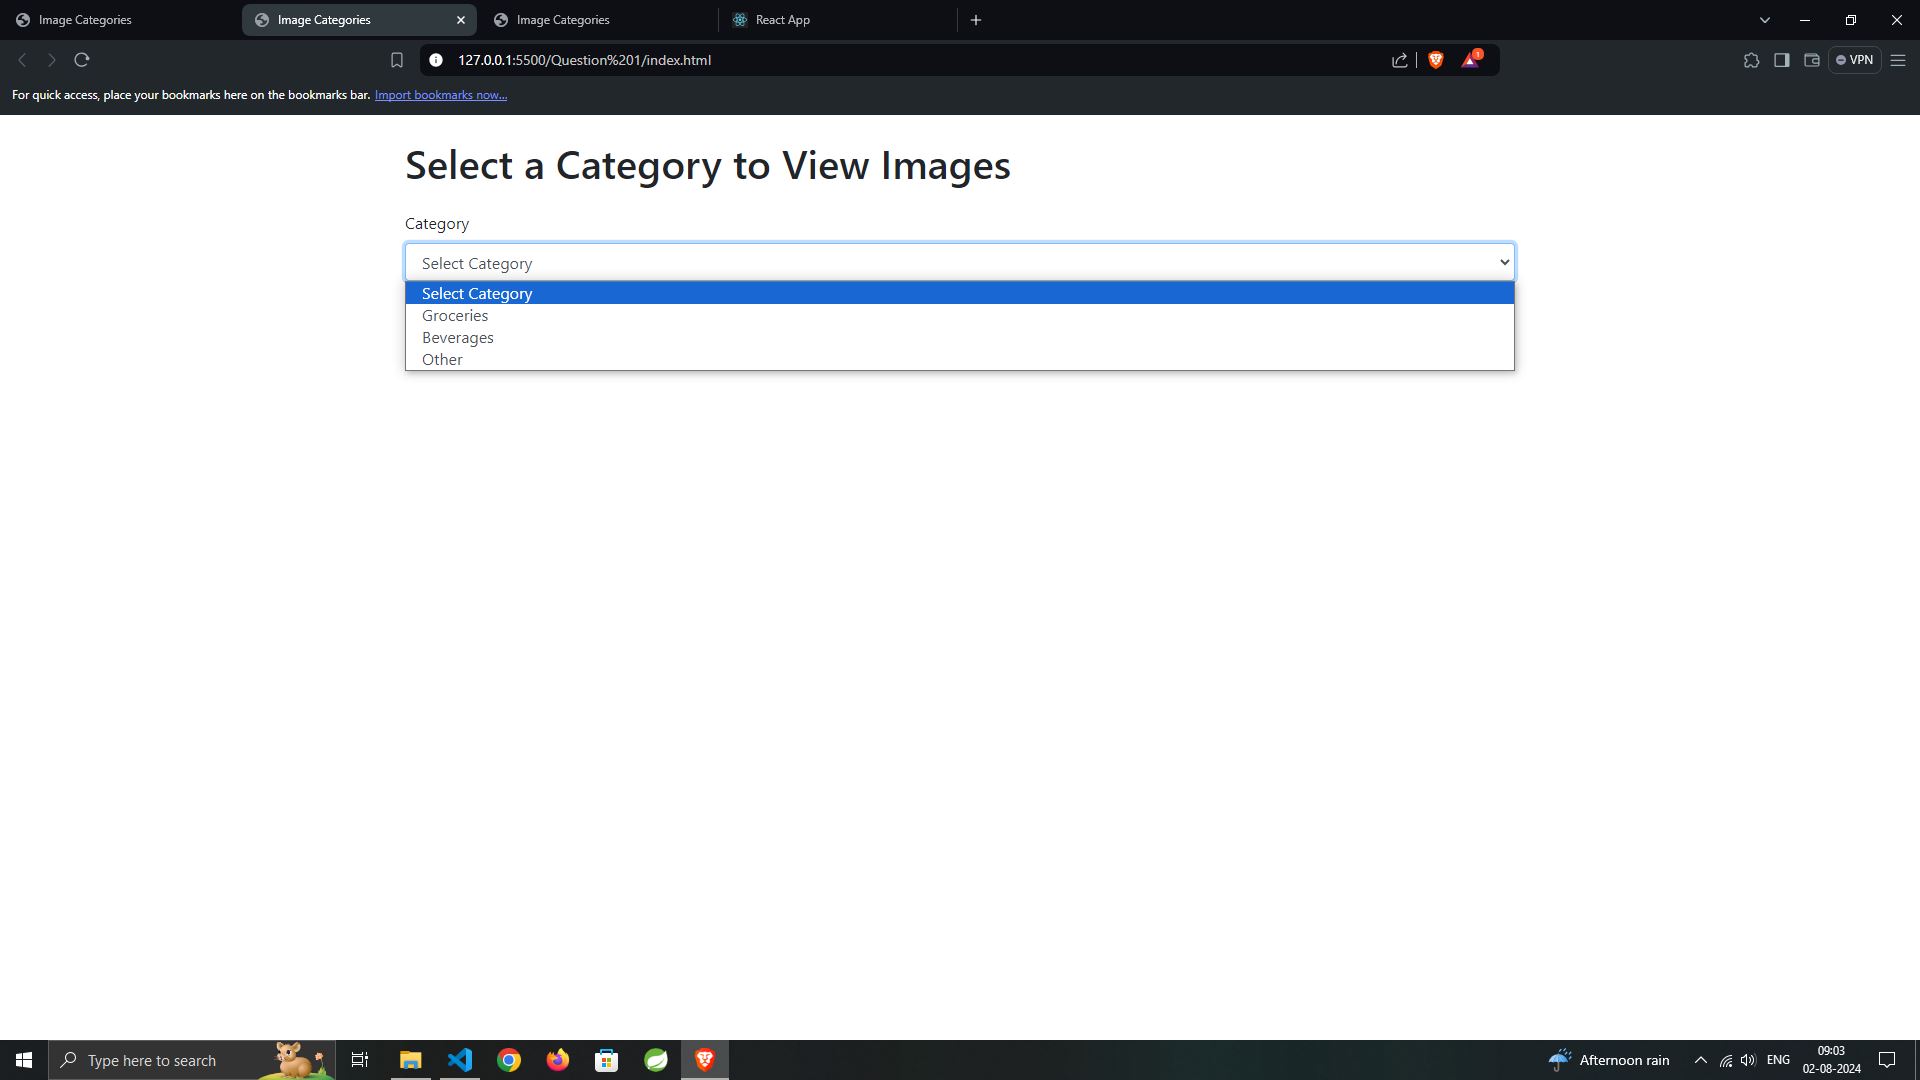 Image Categories
Image Categories
Image Categories
React App
127.0.0.1:5500/Question%201/index.html
1
VPN
For quick access, place your bookmarks here on the bookmarks bar. Import bookmarks now...
Select a Category to View Images
Category
Select Category
Select Category
Groceries
Beverages
Other
Type here to search
Afternoon rain
ENG
09:03
02-08-2024